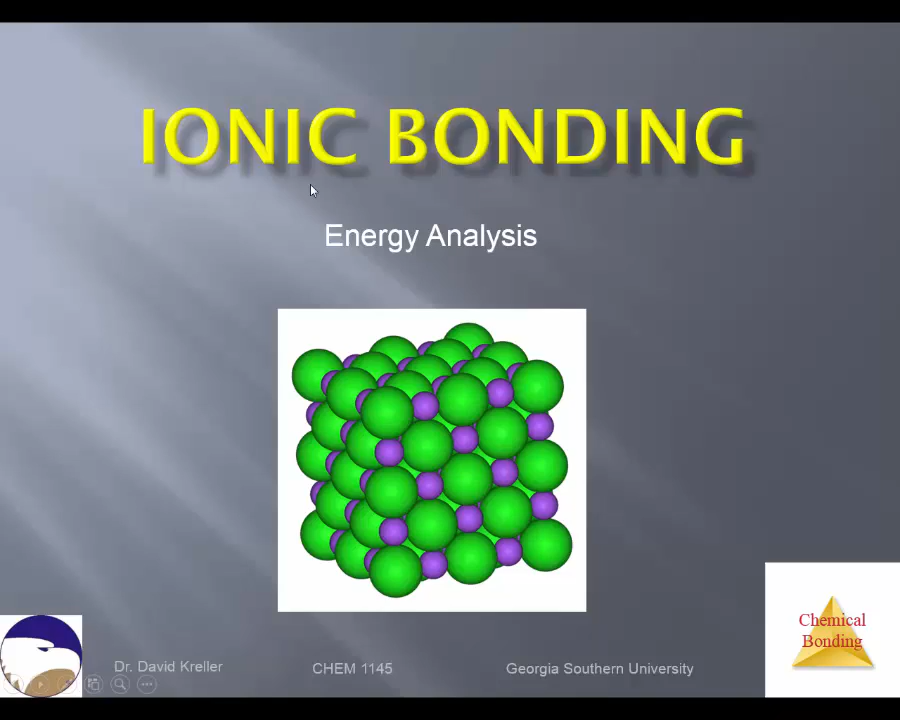 IONIC BONDING
Energy Analysis
Chemical
Bonding
Dr. David Kreller
CHEM 1145
Georgia Southern University